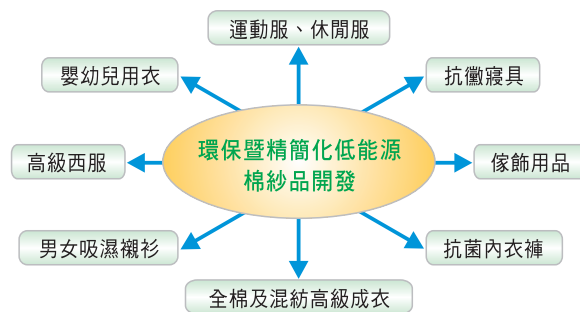 運動服、休閒服
嬰幼兒用衣
抗黴寢具
環保暨精簡化低能源
棉紗品開發
高級西服
傢飾用品
男女吸濕襯衫
抗菌內衣褲
全棉及混紡高級成衣